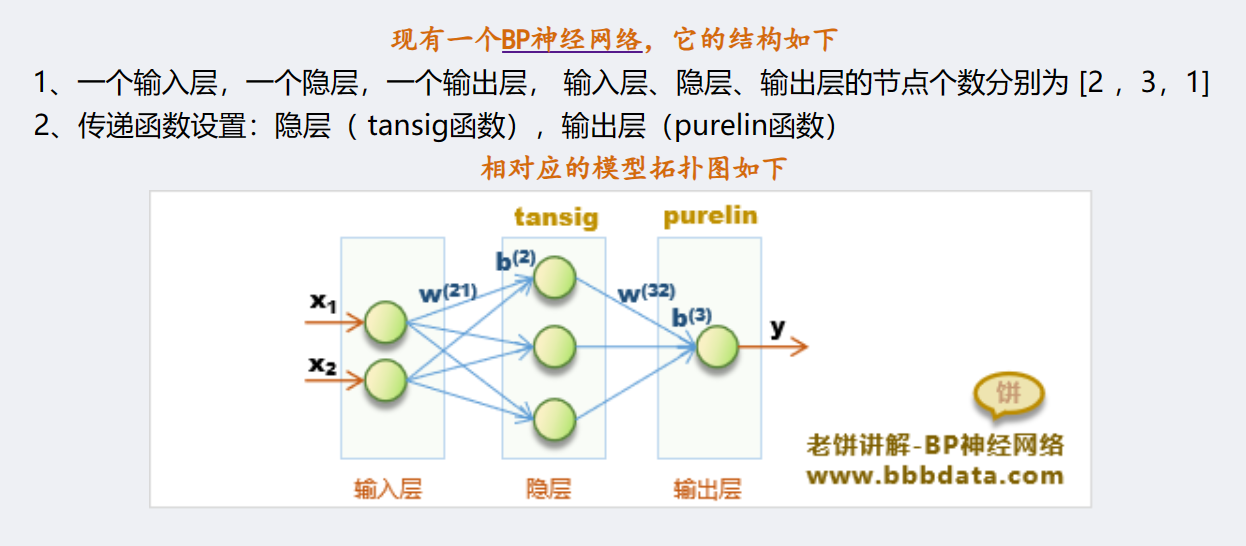 现有一个BP神经网络，它的结构如下
1、一个输入层，一个隐层，一个输出层， 输入层、隐层、输出层的节点个数分别为 [2 ，3，1]
2、传递函数设置：隐层（ tansig函数），输出层（purelin函数）
相对应的模型拓扑图如下
tansig
purelin
b(2)
w(21)
w(32)
x1
b(3)
y
x2
饼
老饼讲解-BP神经网络
www.bbbdata.com
输入层
隐层
输出层